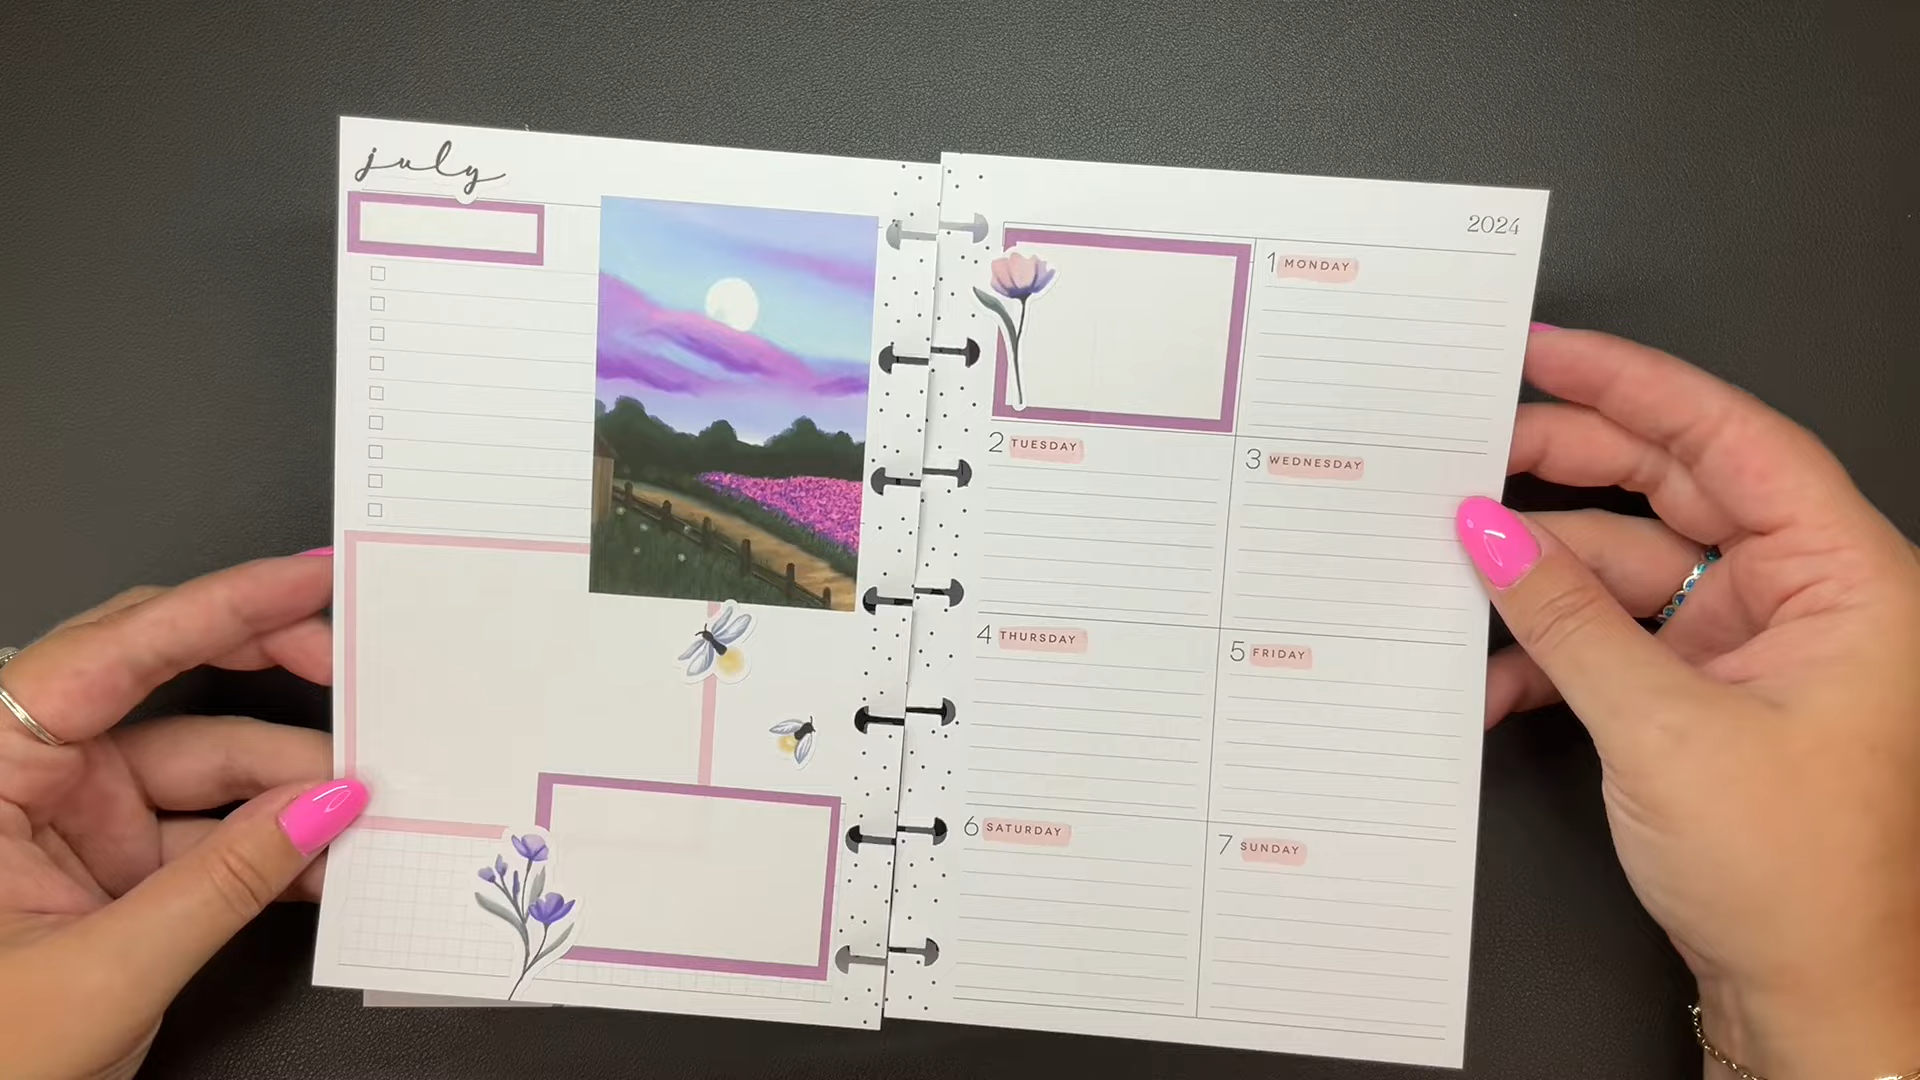 july
2024
1 MONDAY
2 TUESDAY
3 WEDNESDAY
4 THURSDAY
5 FRIDAY
6 SATURDAY
7 SUNDAY